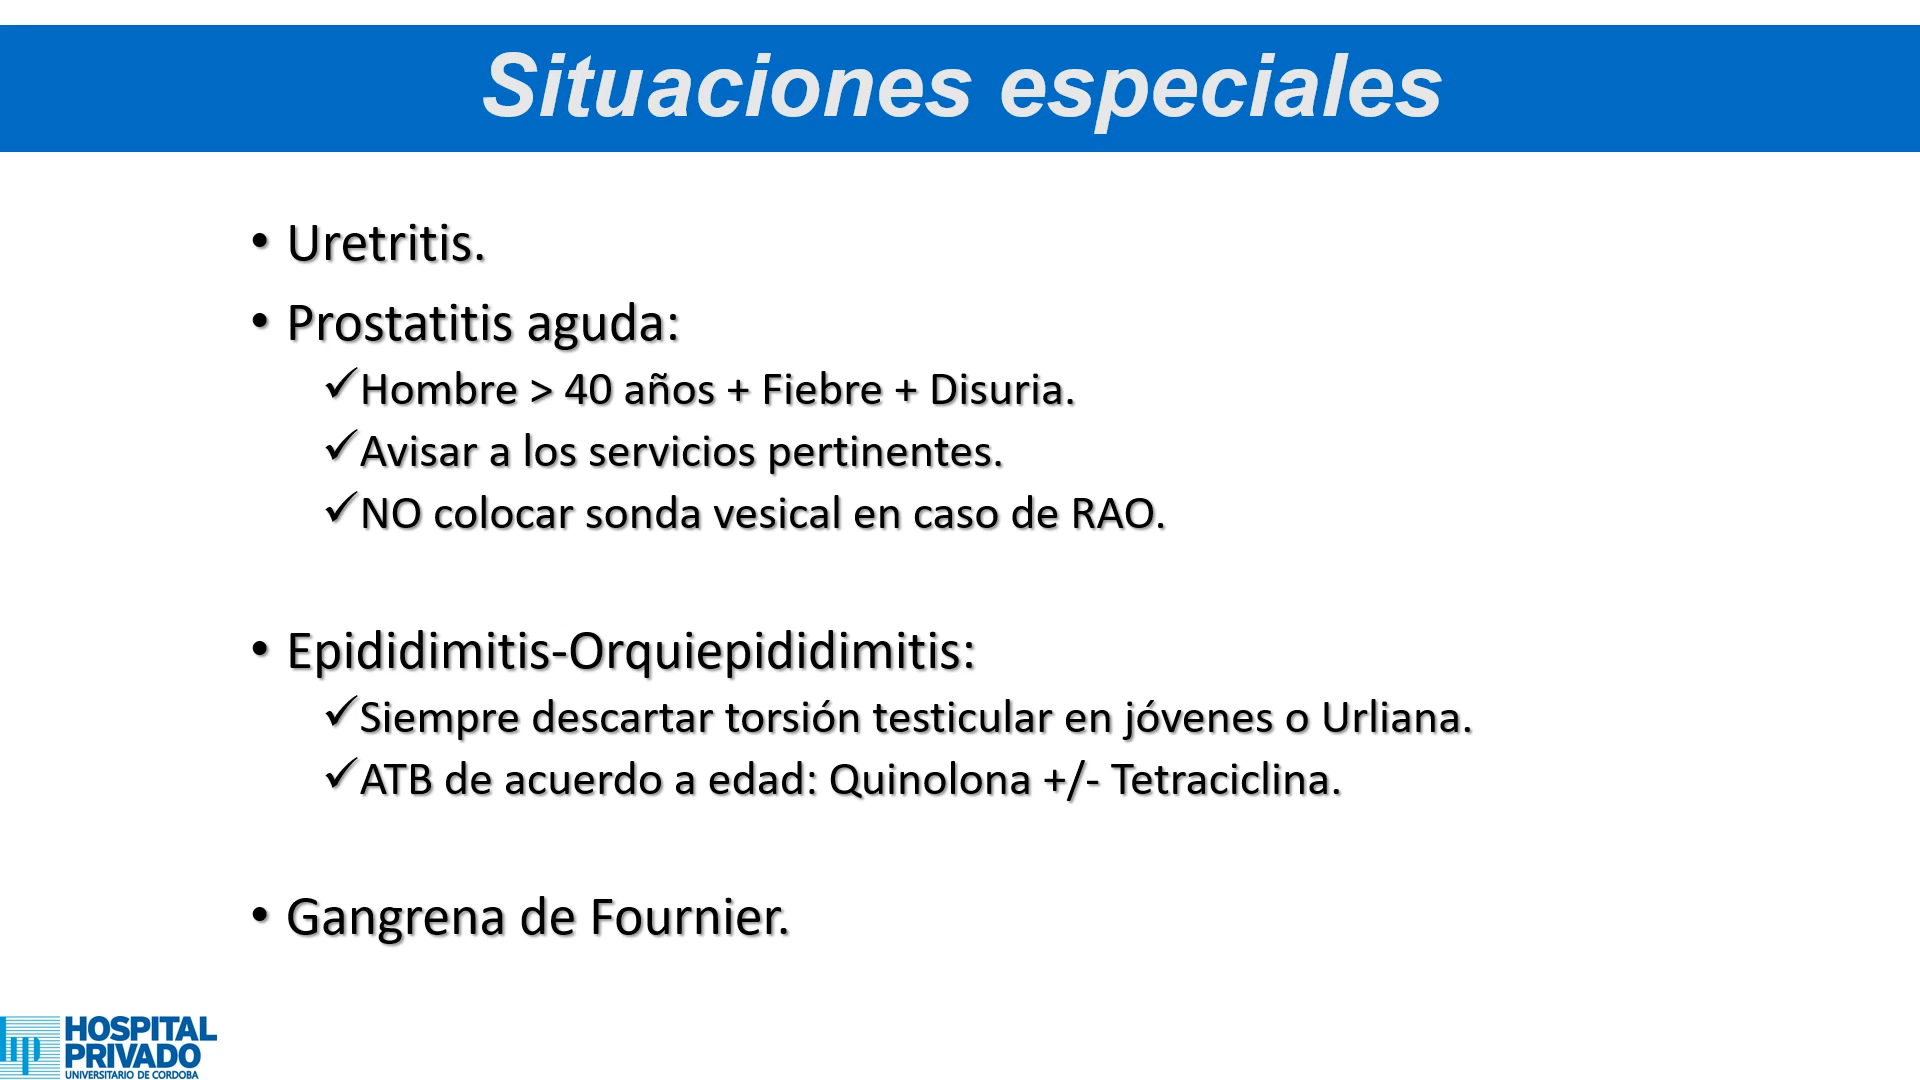 Situaciones especiales
• Uretritis.
• Prostatitis aguda:
✓Hombre > 40 años + Fiebre + Disuria.
✓Avisar a los servicios pertinentes.
✓NO colocar sonda vesical en caso de RAO.
• Epididimitis-Orquiepididimitis:
✓Siempre descartar torsión testicular en jóvenes o Urliana.
✓ATB de acuerdo a edad: Quinolona +/- Tetraciclina.
• Gangrena de Fournier.
hp HOSPITAL
PRIVADO
UNIVERSITARIO DE CORDOBA